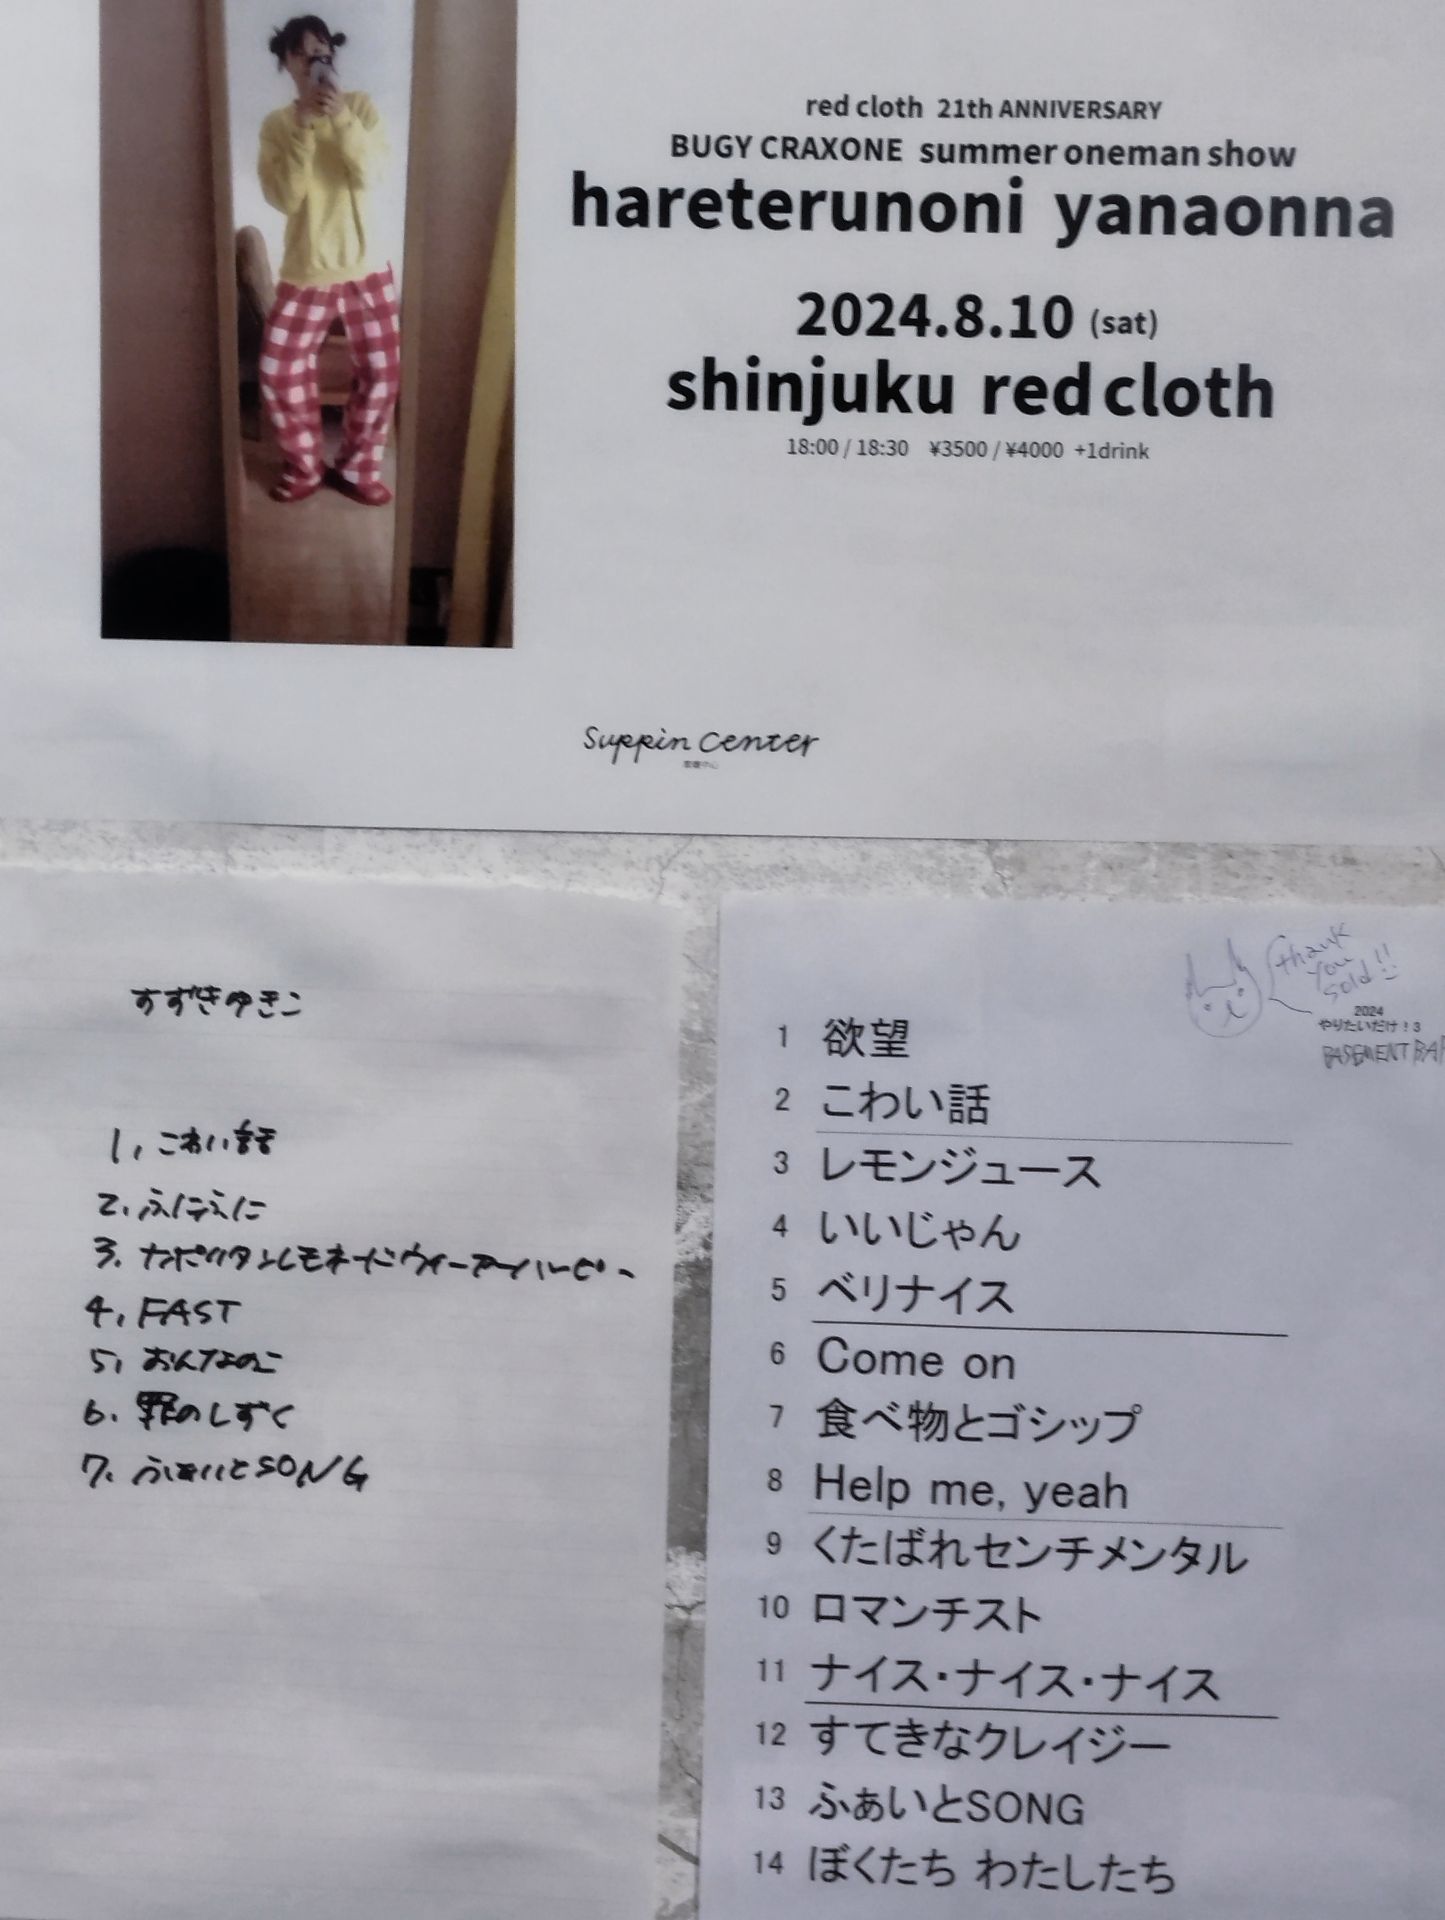 red cloth 21th ANNIVERSARY
BUGY CRAXONE summer oneman show
hareterunoni yanaonna
2024.8.10 (sat)
shinjuku red cloth
18:00 / 18:30 ¥3500 / ¥4000 +1drink
Suppin Center
すずきゆきこ
1. こわい話
2. ふにふに
3. ナポリタンレモネードウィーアーハッピー
4. FAST
5. おんなのこ
6. 罪のしずく
7. ふぁいとSONG
thank
you
sold!!
2024
やりたいだけ!3
BASEMENT BAR
1 欲望
2 こわい話
3 レモンジュース
4 いいじゃん
5 ベリナイス
6 Come on
7 食べ物とゴシップ
8 Help me, yeah
9 くたばれセンチメンタル
10 ロマンチスト
11 ナイス・ナイス・ナイス
12 すてきなクレイジー
13 ふぁいとSONG
14 ぼくたち わたしたち